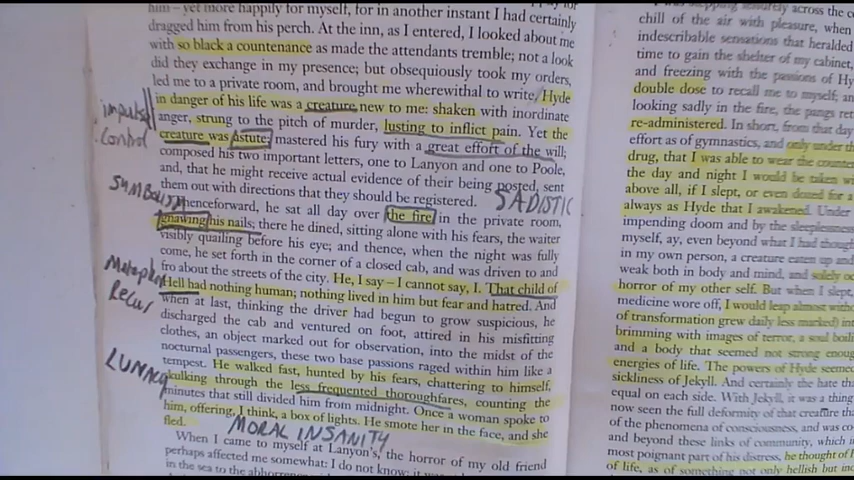 him – yet more happily for myself, for in another instant I had certainly
dragged him from his perch. At the inn, as I entered, I looked about me
with so black a countenance as made the attendants tremble; not a look
did they exchange in my presence; but obsequiously took my orders,
led me to a private room, and brought me wherewithal to write. Hyde
in danger of his life was a creature new to me: shaken with inordinate
anger, strung to the pitch of murder, lusting to inflict pain. Yet the
creature was astute; mastered his fury with a great effort of the will;
composed his two important letters, one to Lanyon and one to Poole,
and, that he might receive actual evidence of their being posted, sent
them out with directions that they should be registered.
Thenceforward, he sat all day over the fire in the private room,
gnawing his nails; there he dined, sitting alone with his fears, the waiter
visibly quailing before his eye; and thence, when the night was fully
come, he set forth in the corner of a closed cab, and was driven to and
fro about the streets of the city. He, I say – I cannot say, I. That child of
Hell had nothing human; nothing lived in him but fear and hatred. And
when at last, thinking the driver had begun to grow suspicious, he
discharged the cab and ventured on foot, attired in his misfitting
clothes, an object marked out for observation, into the midst of the
nocturnal passengers, these two base passions raged within him like a
tempest. He walked fast, hunted by his fears, chattering to himself,
skulking through the less frequented thoroughfares, counting the
minutes that still divided him from midnight. Once a woman spoke to
him, offering, I think, a box of lights. He smote her in the face, and she
fled.
When I came to myself at Lanyon's, the horror of my old friend
perhaps affected me somewhat: I do not know; it was
in the sea to the abhorrence
control
SYMBOLISM
SADISTIC
LUNACY
MORAL INSANITY
I was stepping leisurely across the
chill of the air with pleasure, when
indescribable sensations that heralded
time to gain the shelter of my cabinet,
and freezing with the passions of Hy
double dose to recall me to myself; an
looking sadly in the fire, the pangs ret
re-administered. In short, from that day
effort as of gymnastics, and only under th
drug, that I was able to wear the counten
the day and night I would be taken w
above all, if I slept, or even dozed for a
always as Hyde that I awakened. Under
impending doom and by the sleeplessness
myself, ay, even beyond what I had though
in my own person, a creature eaten up and
weak both in body and mind, and solely oc
horror of my other self. But when I slept,
medicine wore off, I would leap almost witho
of transformation grew daily less marked) int
brimming with images of terror, a soul boili
and a body that seemed not strong enough
energies of life. The powers of Hyde seemed
sickliness of Jekyll. And certainly the hate tha
equal on each side. With Jekyll, it was a thing
now seen the full deformity of that creature th
of the phenomena of consciousness, and was co
and beyond these links of community, which i
most poignant part of his distress, he thought of H
of life, as of something not only hellish but in